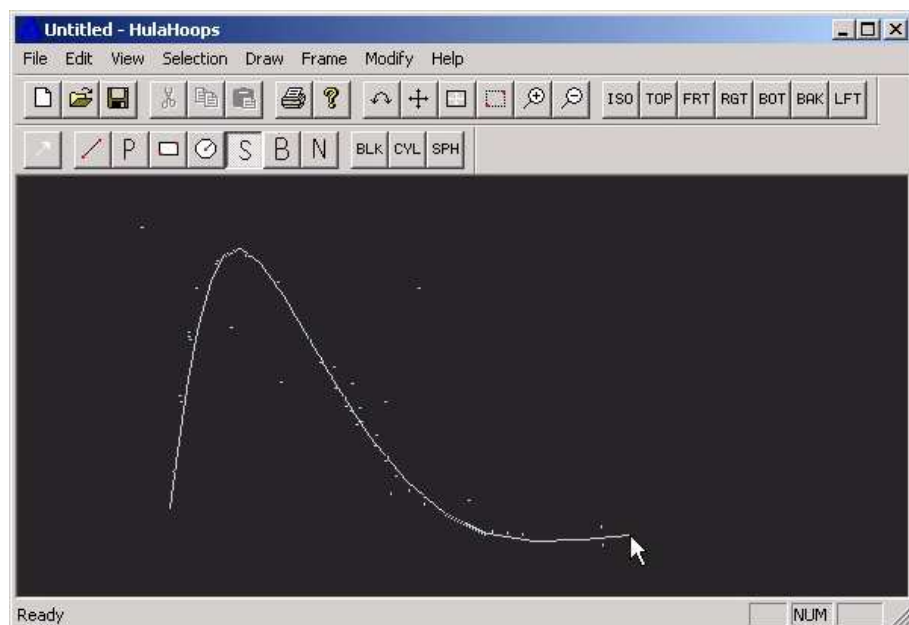 Untitled - HulaHoops
File Edit View Selection Draw Frame Modify Help
ISO TOP FRT RGT BOT BAK LFT
P S B N BLK CYL SPH
Ready NUM